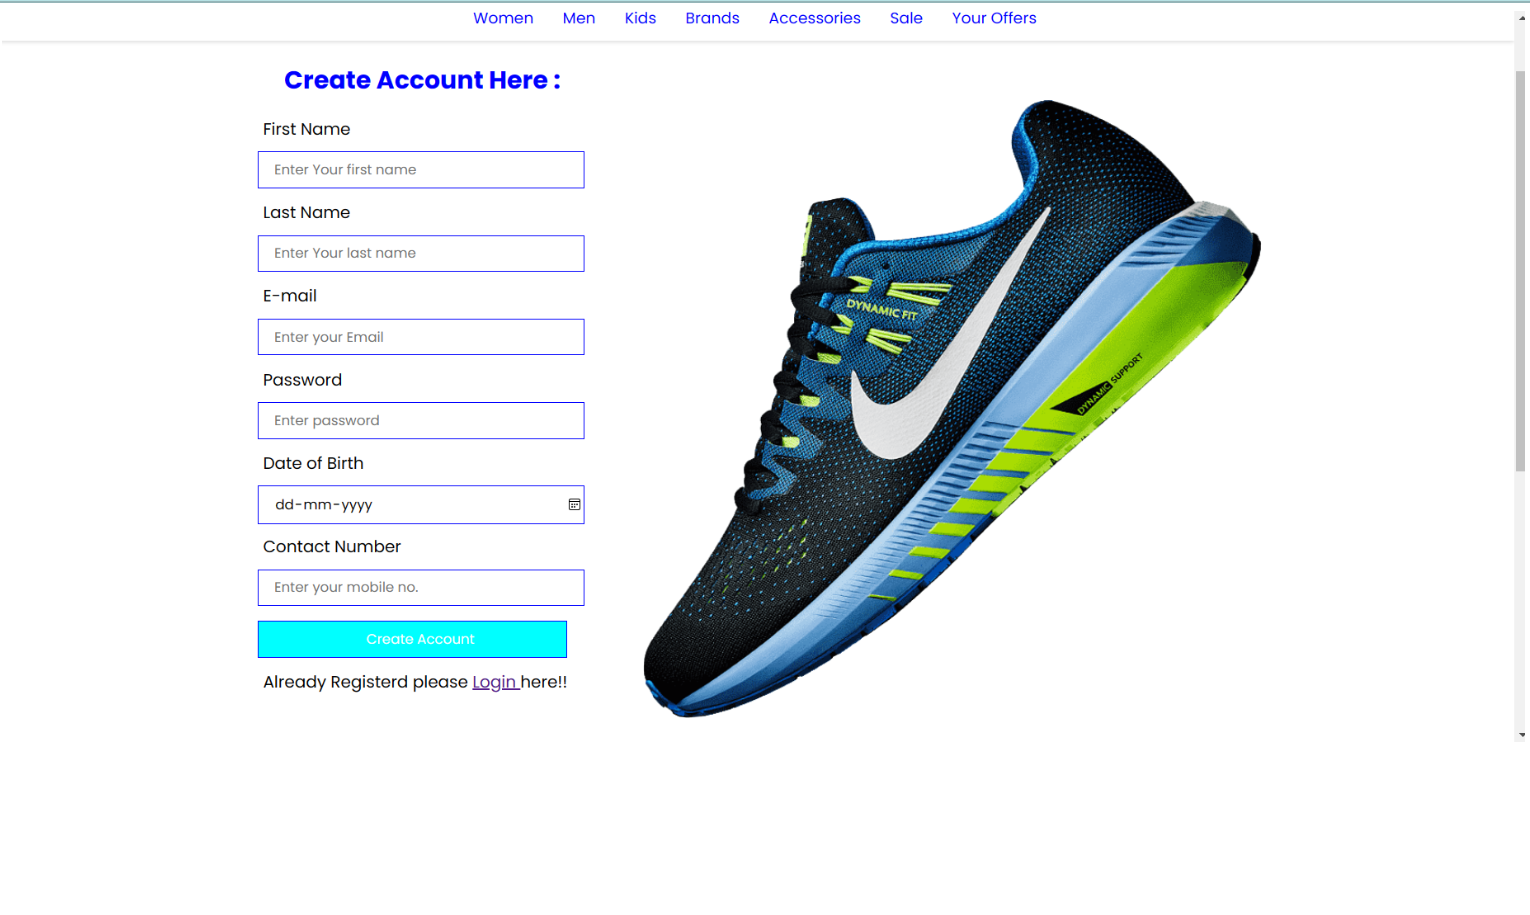 Women Men Kids Brands Accessories Sale Your Offers
Create Account Here :
First Name
Enter Your first name
Last Name
Enter Your last name
E-mail
Enter your Email
Password
Enter password
Date of Birth
dd-mm-yyyy
Contact Number
Enter your mobile no.
Create Account
Already Registerd please Login here!!
DYNAMIC FIT
DYNAMIC SUPPORT